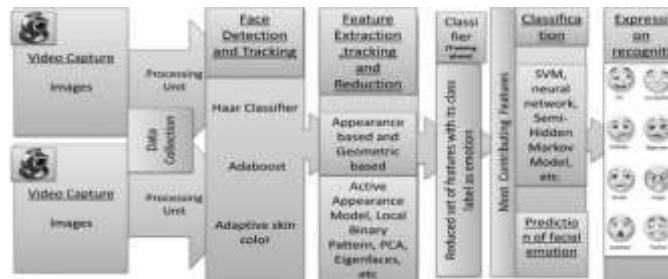 Video Capture
Images
Video Capture
Images
Processing
Unit
Data
Collection
Processing
Unit
Face
Detection
and Tracking
Haar Classifier
Adaboost
Adaptive skin
color
Feature
Extraction
,tracking
and
Reduction
Appearance
based and
Geometric
based
Active
Appearance
Model, Local
Binary
Pattern, PCA,
Eigenfaces,
etc
Classi
fier
(Training
phase)
Reduced set of features with its class
label as emotion
Most Contributing Features
Classifica
tion
SVM,
neural
network,
Semi-
Hidden
Markov
Model,
etc
Predictio
n of facial
emotion
Expressi
on
recogniti